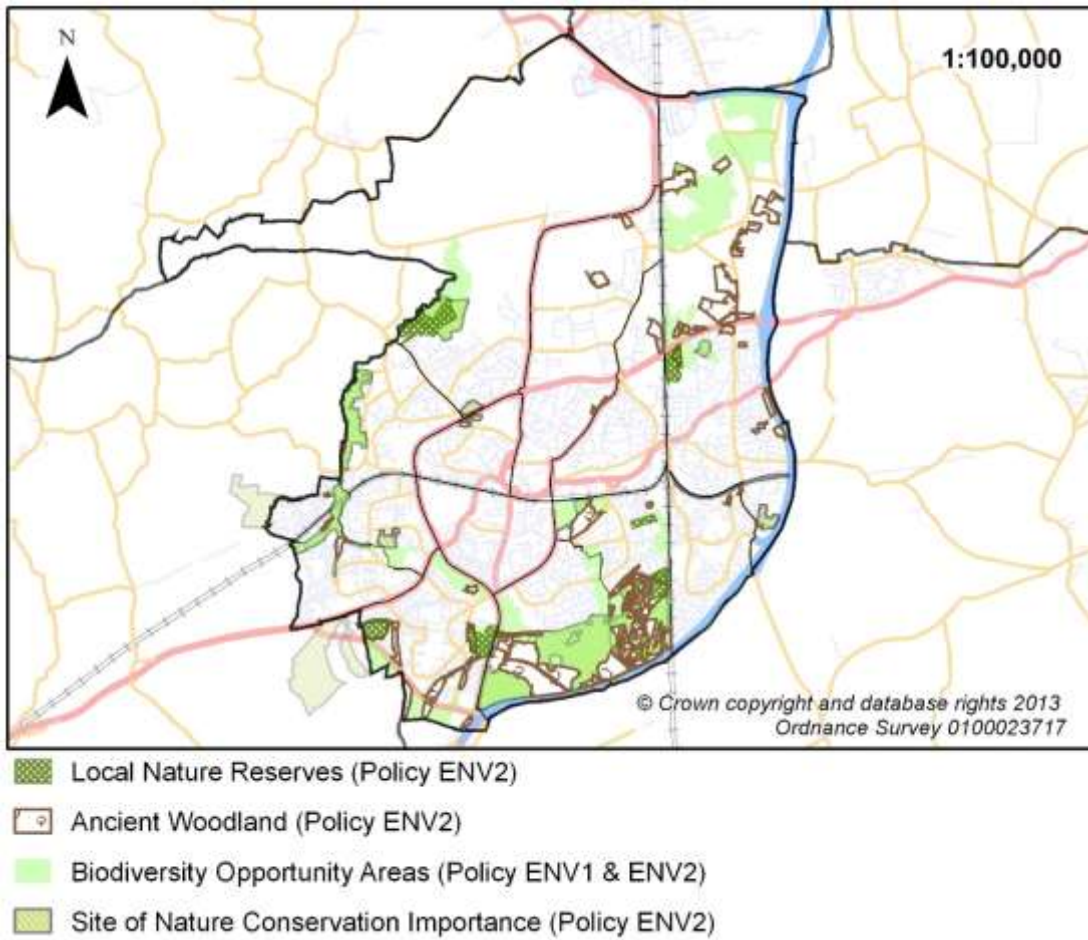 N
1:100,000
© Crown copyright and database rights 2013
Ordnance Survey 0100023717
Local Nature Reserves (Policy ENV2)
Ancient Woodland (Policy ENV2)
Biodiversity Opportunity Areas (Policy ENV1 & ENV2)
Site of Nature Conservation Importance (Policy ENV2)